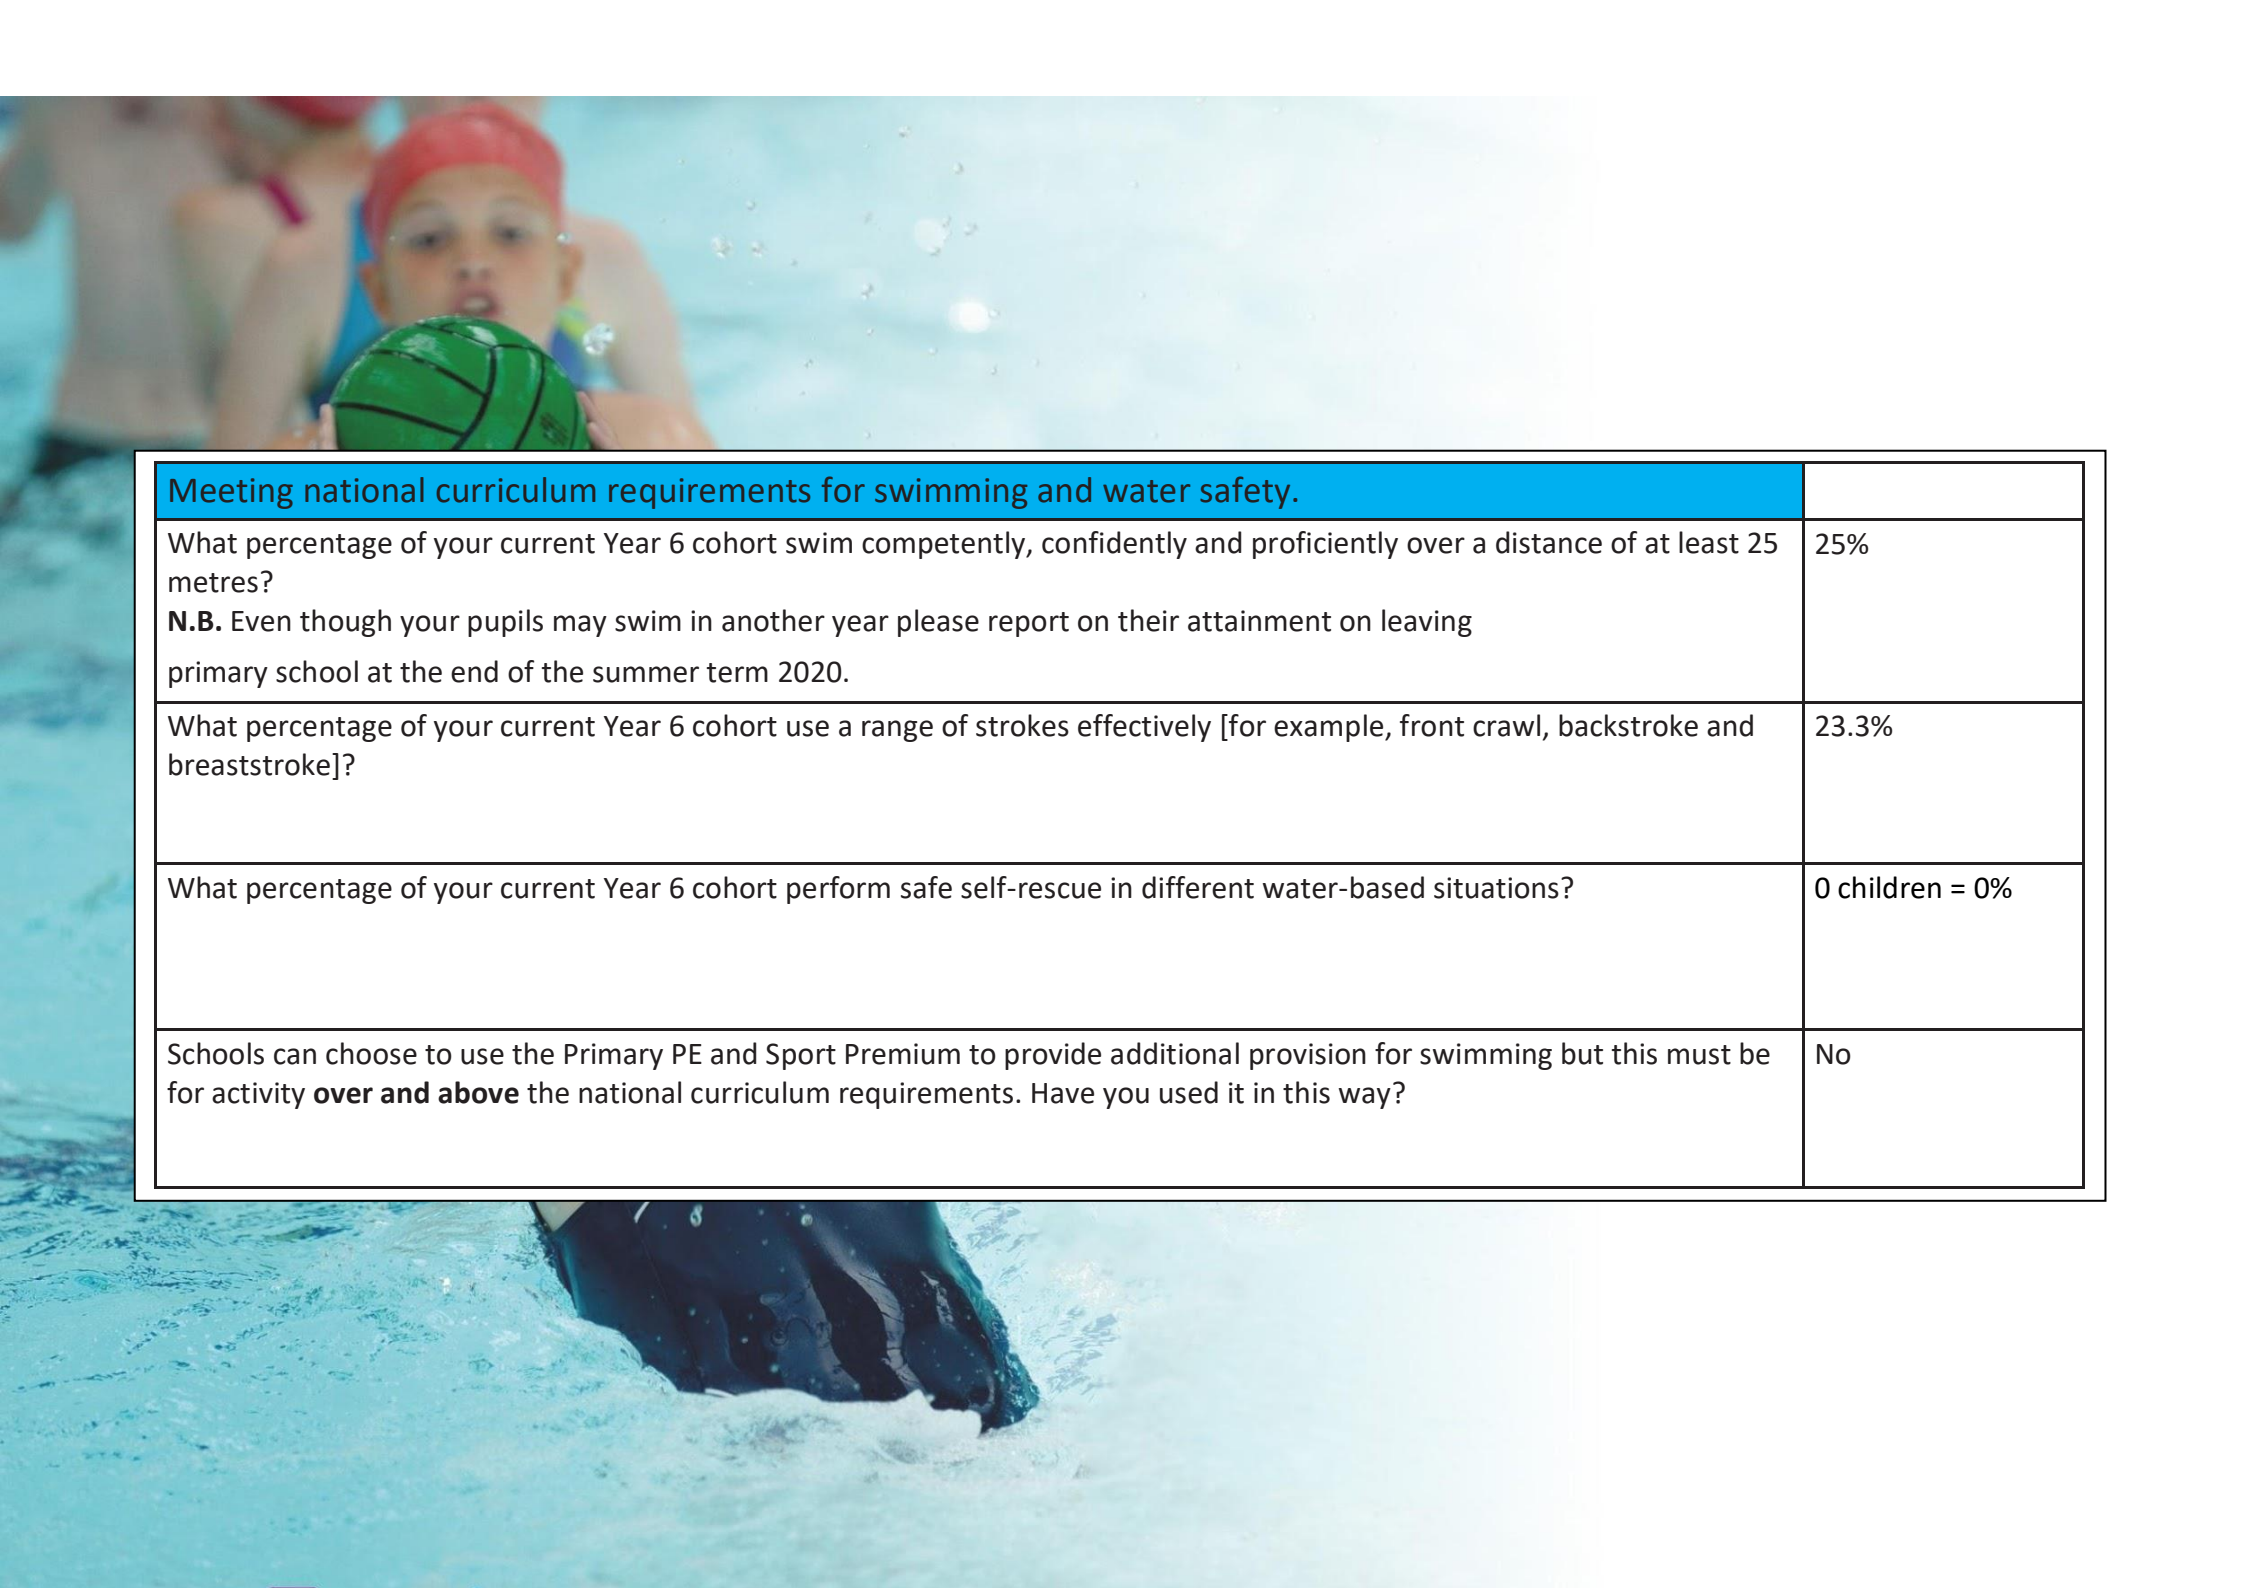 Meeting national curriculum requirements for swimming and water safety.
What percentage of your current Year 6 cohort swim competently, confidently and proficiently over a distance of at least 25
metres?
N.B. Even though your pupils may swim in another year please report on their attainment on leaving
primary school at the end of the summer term 2020.
25%
What percentage of your current Year 6 cohort use a range of strokes effectively [for example, front crawl, backstroke and
breaststroke]?
23.3%
What percentage of your current Year 6 cohort perform safe self-rescue in different water-based situations?
0 children = 0%
Schools can choose to use the Primary PE and Sport Premium to provide additional provision for swimming but this must be
for activity over and above the national curriculum requirements. Have you used it in this way?
No